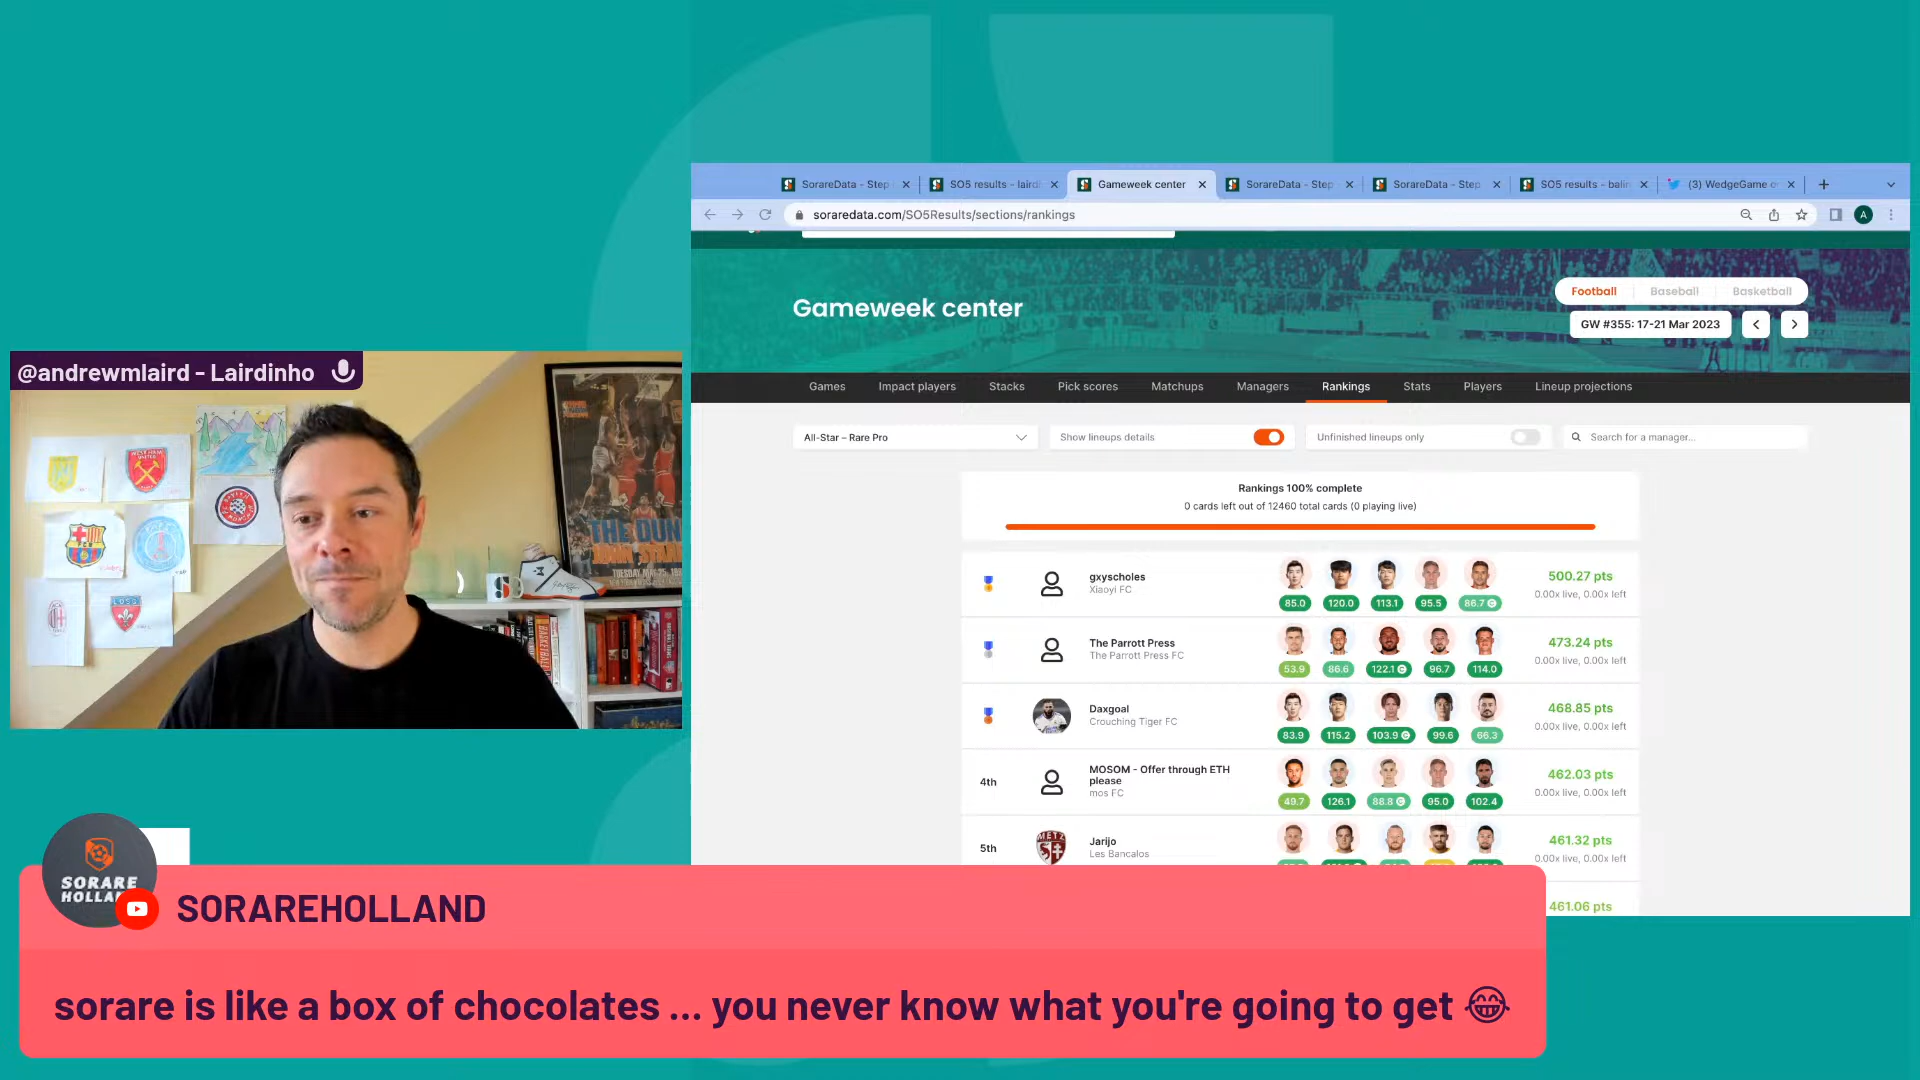 SorareData - Step
SO5 results - laird
Gameweek center
SorareData - Step
SorareData - Step
SO5 results - balin
(3) WedgeGame o
soraredata.com/SO5Results/sections/rankings
A
Gameweek center
Football
Baseball
Basketball
GW #355: 17-21 Mar 2023
Games
Impact players
Stacks
Pick scores
Matchups
Managers
Rankings
Stats
Players
Lineup projections
All-Star – Rare Pro
Show lineups details
Unfinished lineups only
Search for a manager...
Rankings 100% complete
0 cards left out of 12460 total cards (0 playing live)
gxyscholes
Xiaoyi FC
85.0 120.0 113.1 95.5 86.7 C
500.27 pts
0.00x live, 0.00x left
The Parrott Press
The Parrott Press FC
53.9 86.6 122.1 C 96.7 114.0
473.24 pts
0.00x live, 0.00x left
Daxgoal
Crouching Tiger FC
83.9 115.2 103.9 C 99.6 66.3
468.85 pts
0.00x live, 0.00x left
4th
MOSOM - Offer through ETH
please
mos FC
49.7 126.1 88.8 C 95.0 102.4
462.03 pts
0.00x live, 0.00x left
5th
METZ
Jarijo
Les Bancalos
461.32 pts
0.00x live, 0.00x left
461.06 pts
@andrewmlaird - Lairdinho
WEST HAM
UNITED
THE DUN
TUESDAY
SORARE
HOLLA
SORAREHOLLAND
sorare is like a box of chocolates ... you never know what you're going to get 😂